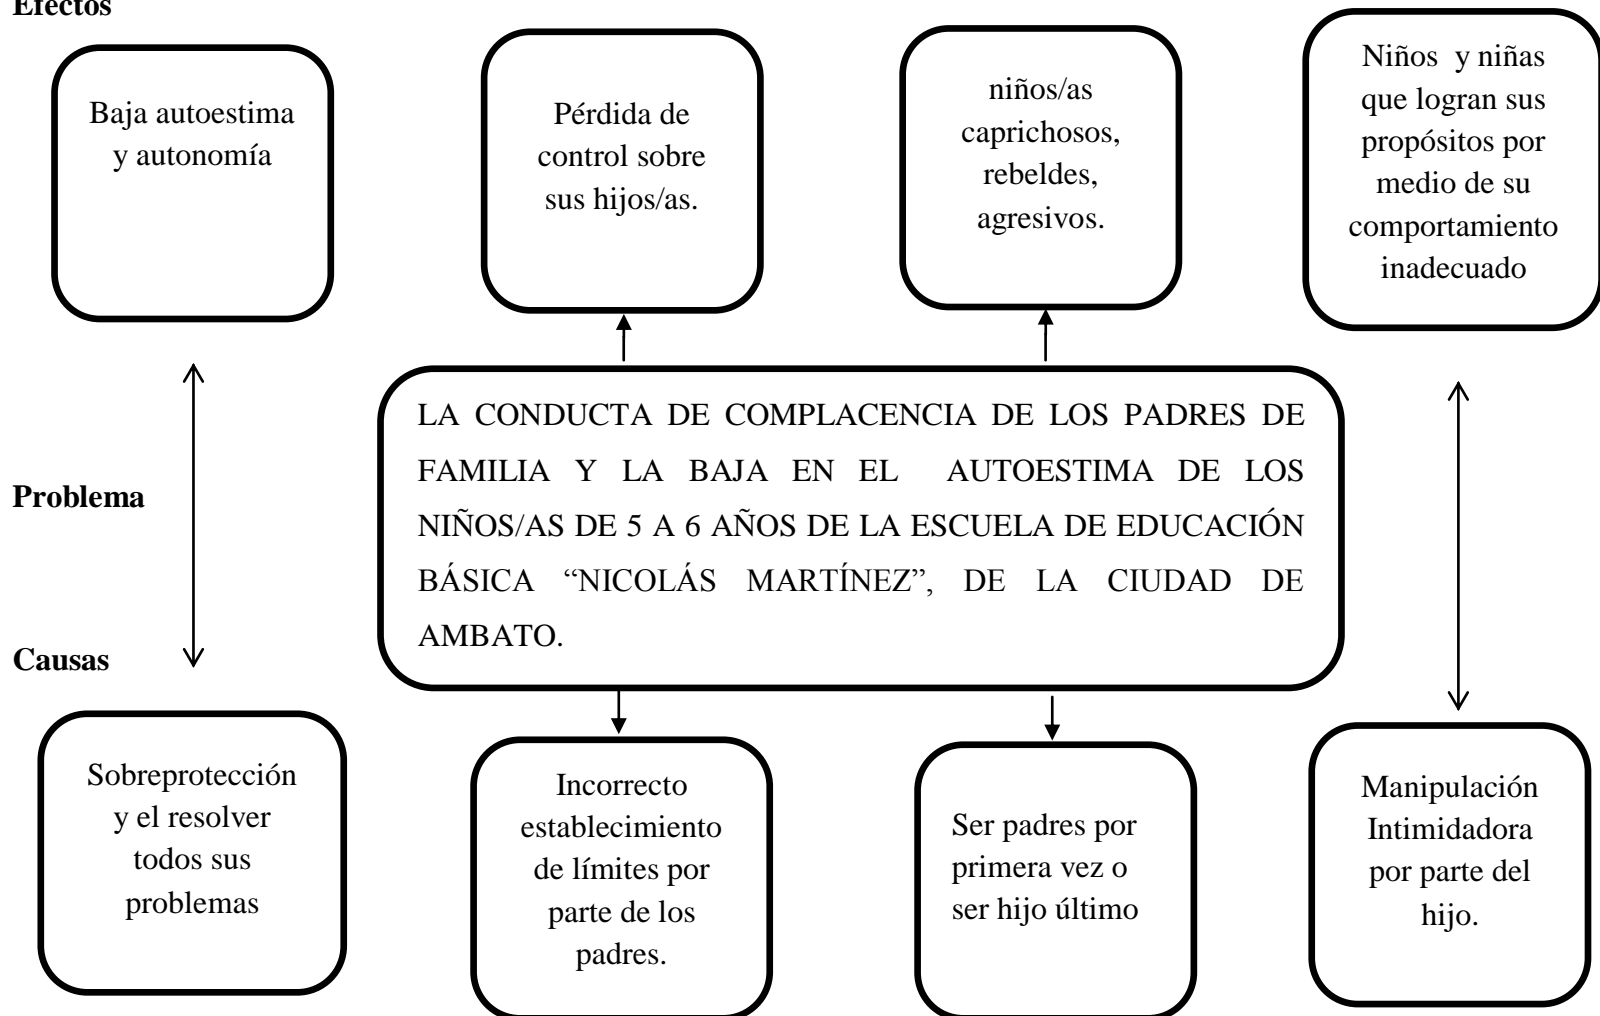 Efectos
Baja autoestima
y autonomía
Pérdida de
control sobre
sus hijos/as.
niños/as
caprichosos,
rebeldes,
agresivos.
Niños y niñas
que logran sus
propósitos por
medio de su
comportamiento
inadecuado
Problema
LA CONDUCTA DE COMPLACENCIA DE LOS PADRES DE
FAMILIA Y LA BAJA EN EL AUTOESTIMA DE LOS
NIÑOS/AS DE 5 A 6 AÑOS DE LA ESCUELA DE EDUCACIÓN
BÁSICA “NICOLÁS MARTÍNEZ”, DE LA CIUDAD DE
AMBATO.
Causas
Sobreprotección
y el resolver
todos sus
problemas
Incorrecto
establecimiento
de límites por
parte de los
padres.
Ser padres por
primera vez o
ser hijo último
Manipulación
Intimidadora
por parte del
hijo.